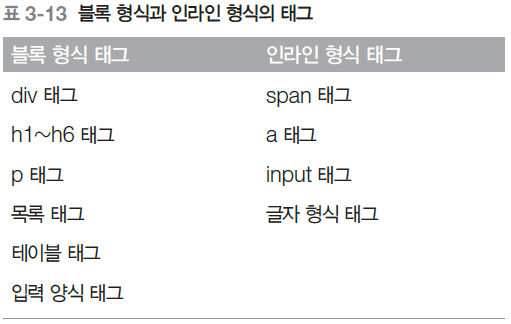 표 3-13 블록 형식과 인라인 형식의 태그
블록 형식 태그 인라인 형식 태그
div 태그 span 태그
h1~h6 태그 a 태그
p 태그 input 태그
목록 태그 글자 형식 태그
테이블 태그
입력 양식 태그